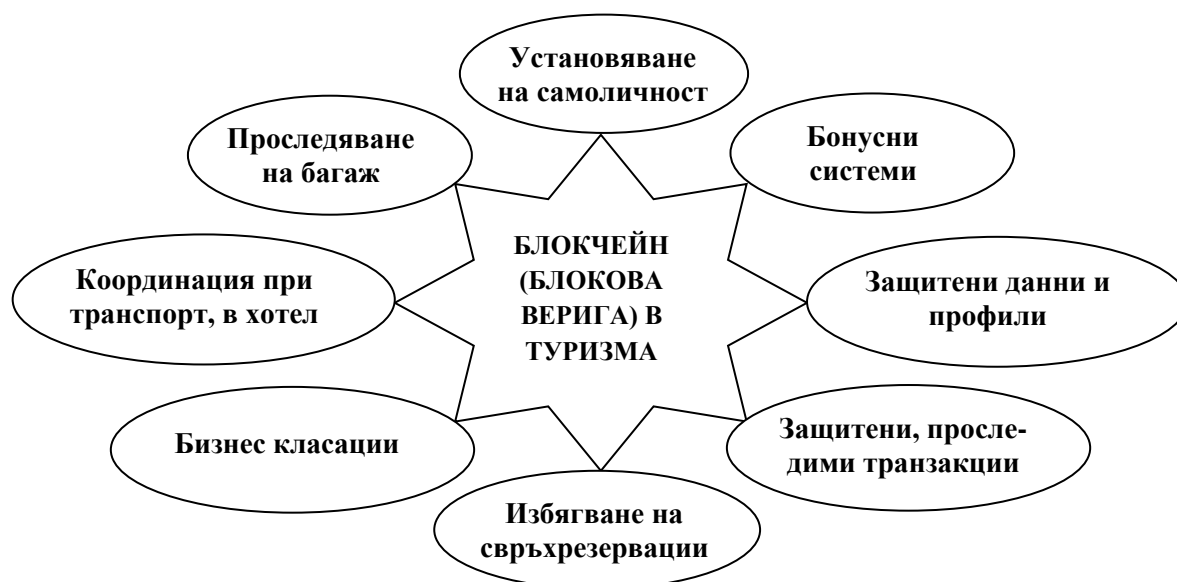 Установяване
на самоличност
Проследяване
на багаж
Бонусни
системи
БЛОКЧЕЙН
(БЛОКОВА
ВЕРИГА) В
ТУРИЗМА
Координация при
транспорт, в хотел
Защитени данни и
профили
Бизнес класации
Защитени, просле-
дими транзакции
Избягване на
свръхрезервации